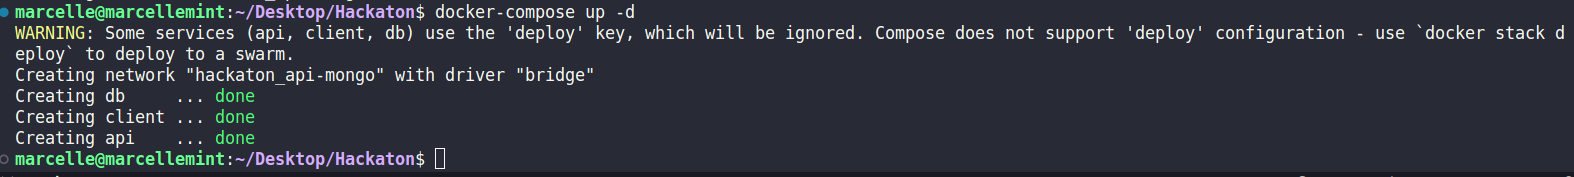 marcelle@marcellemint:~/Desktop/Hackaton$ docker-compose up -d
WARNING: Some services (api, client, db) use the 'deploy' key, which will be ignored. Compose does not support 'deploy' configuration - use `docker stack d
eploy` to deploy to a swarm.
Creating network "hackaton_api-mongo" with driver "bridge"
Creating db     ... done
Creating client ... done
Creating api    ... done
marcelle@marcellemint:~/Desktop/Hackaton$